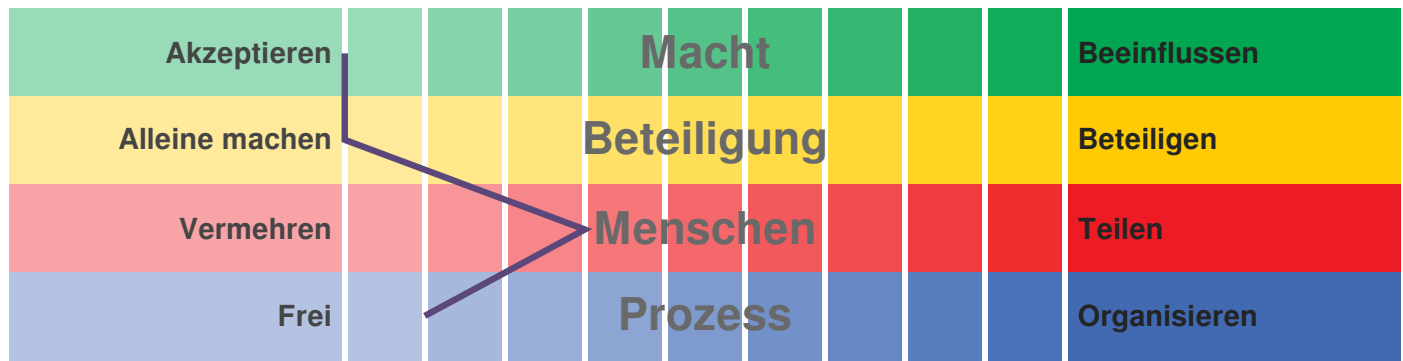 Akzeptieren Macht Beeinflussen
Alleine machen Beteiligung Beteiligen
Vermehren Menschen Teilen
Frei Prozess Organisieren